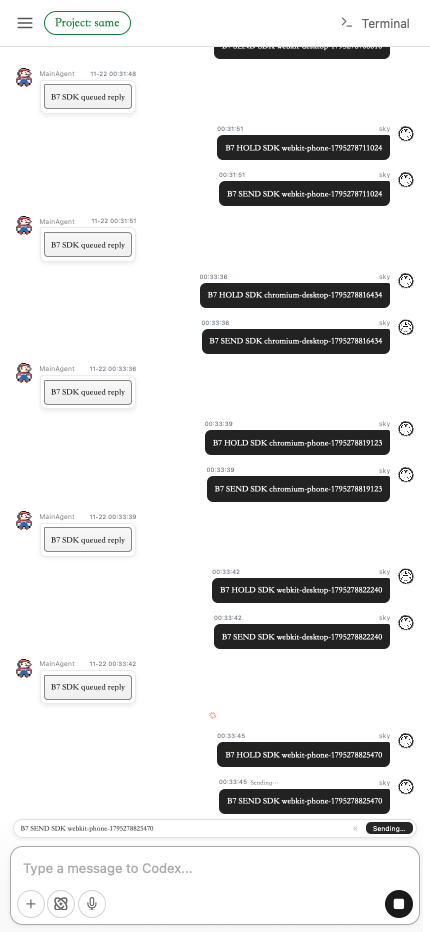 Project: same
Terminal
MainAgent 11-22 00:31:48
B7 SDK queued reply
00:31:51 sky
B7 HOLD SDK webkit-phone-1795278711024
00:31:51 sky
B7 SEND SDK webkit-phone-1795278711024
MainAgent 11-22 00:31:51
B7 SDK queued reply
00:33:36 sky
B7 HOLD SDK chromium-desktop-1795278816434
00:33:36 sky
B7 SEND SDK chromium-desktop-1795278816434
MainAgent 11-22 00:33:36
B7 SDK queued reply
00:33:39 sky
B7 HOLD SDK chromium-phone-1795278819123
00:33:39 sky
B7 SEND SDK chromium-phone-1795278819123
MainAgent 11-22 00:33:39
B7 SDK queued reply
00:33:42 sky
B7 HOLD SDK webkit-desktop-1795278822240
00:33:42 sky
B7 SEND SDK webkit-desktop-1795278822240
MainAgent 11-22 00:33:42
B7 SDK queued reply
00:33:45 sky
B7 HOLD SDK webkit-phone-1795278825470
00:33:45 Sending··· sky
B7 SEND SDK webkit-phone-1795278825470
B7 SEND SDK webkit-phone-1795278825470 × Sending...
Type a message to Codex...